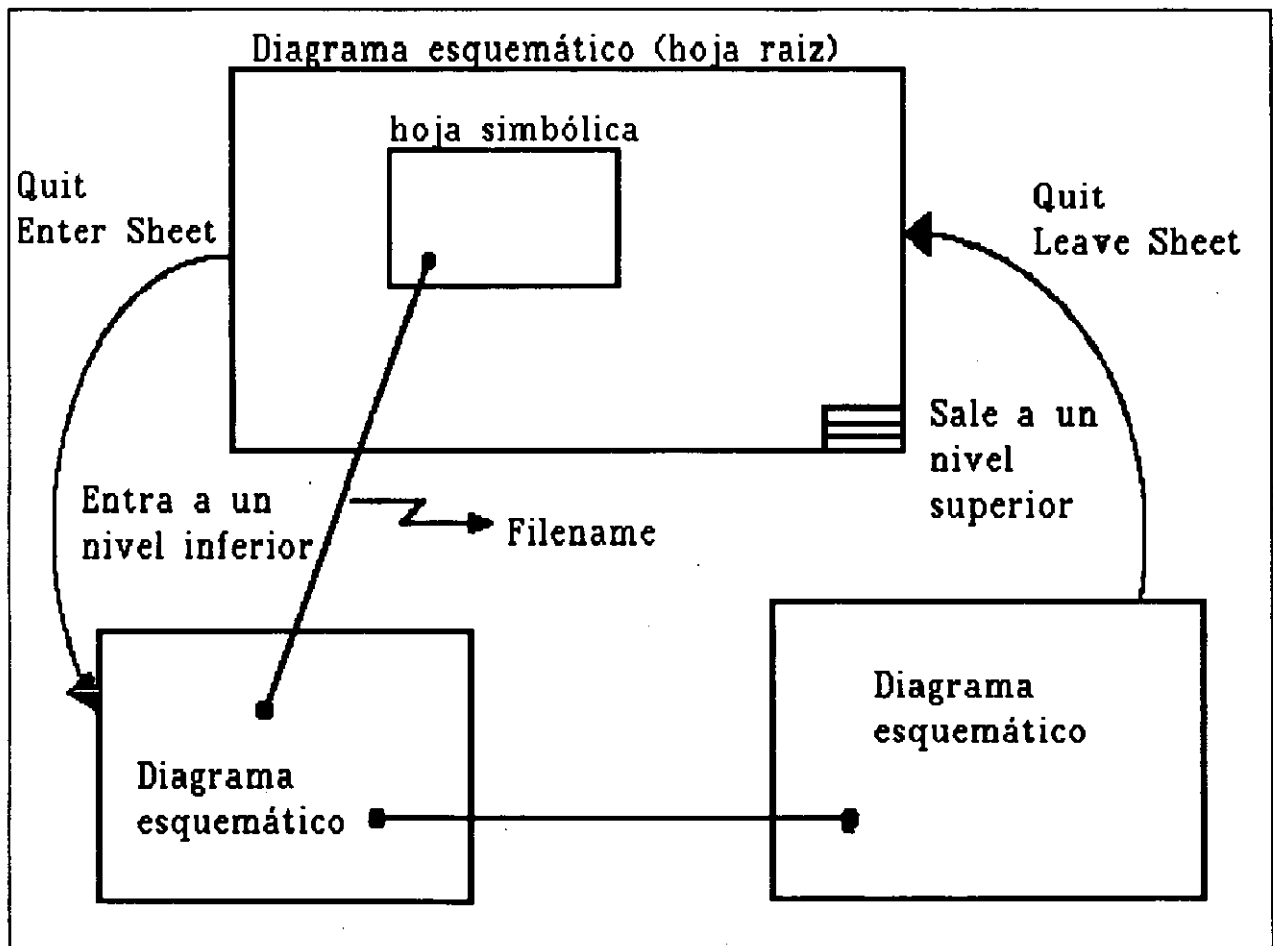 Diagrama esquemático (hoja raiz)
hoja simbólica
Quit
Enter Sheet
Quit
Leave Sheet
Sale a un
nivel
superior
Entra a un
nivel inferior
Filename
Diagrama
esquemático
Diagrama
esquemático